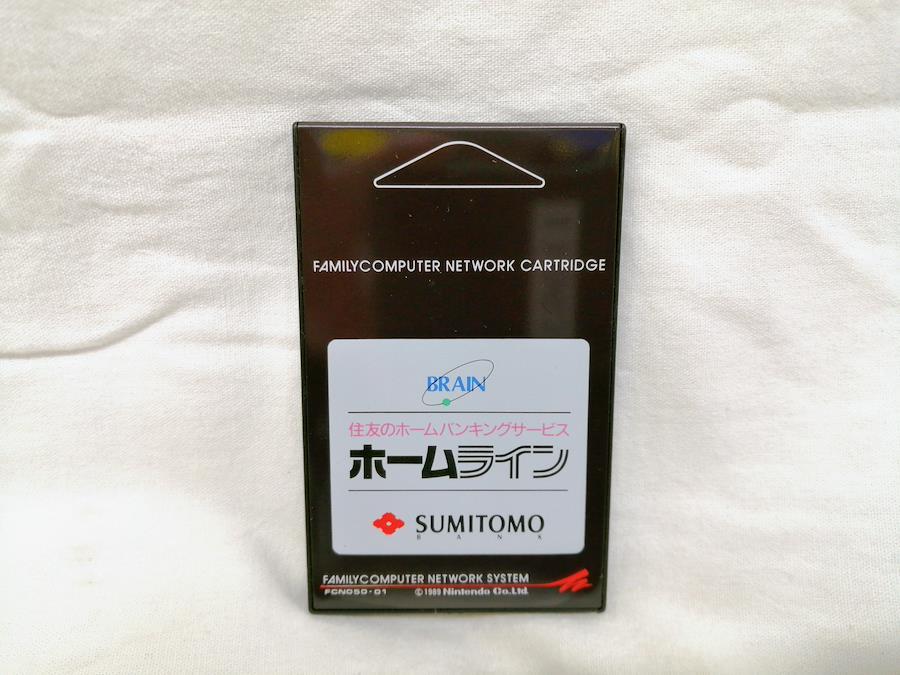 FAMILYCOMPUTER NETWORK CARTRIDGE
BRAIN
住友のホームバンキングサービス
ホームライン
SUMITOMO
BANK
FAMILYCOMPUTER NETWORK SYSTEM
FCN050-01 ©1989 Nintendo Co.Ltd.